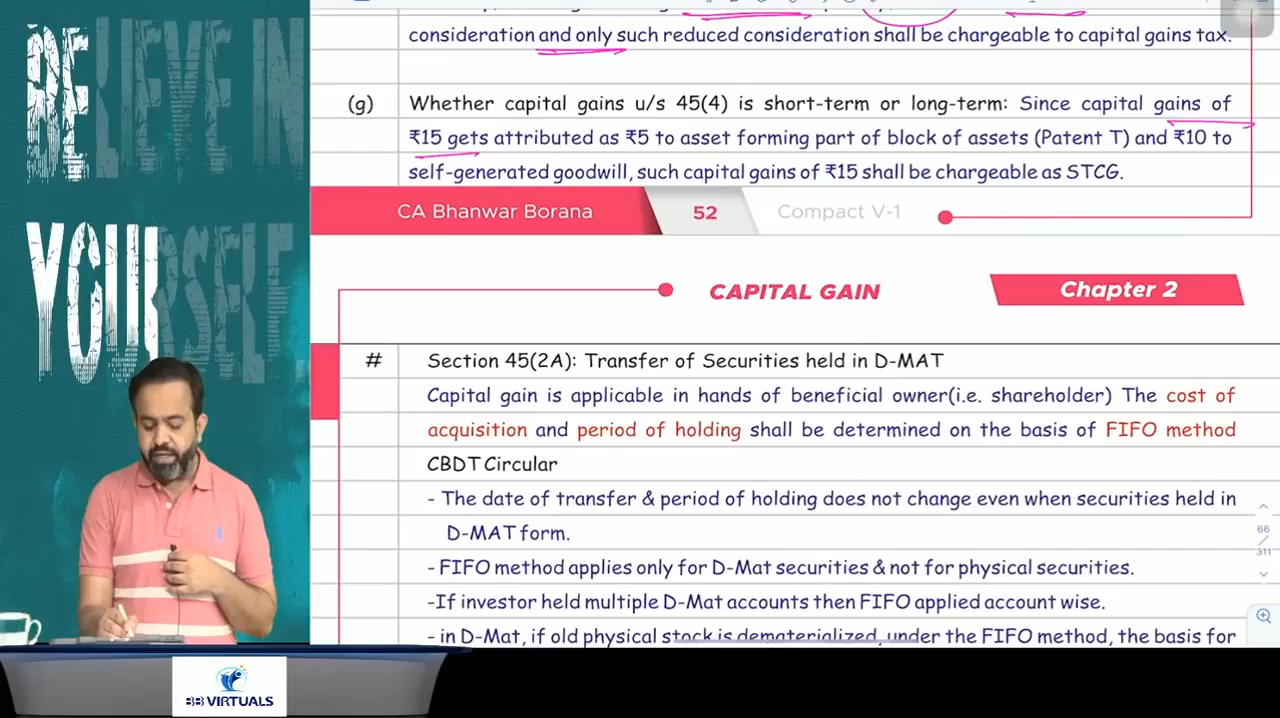 BELIEVE IN
YOURSELF
consideration and only such reduced consideration shall be chargeable to capital gains tax.
(g) Whether capital gains u/s 45(4) is short-term or long-term: Since capital gains of
₹15 gets attributed as ₹5 to asset forming part of block of assets (Patent T) and ₹10 to
self-generated goodwill, such capital gains of ₹15 shall be chargeable as STCG.
CA Bhanwar Borana 52 Compact V-1
CAPITAL GAIN Chapter 2
# Section 45(2A): Transfer of Securities held in D-MAT
Capital gain is applicable in hands of beneficial owner(i.e. shareholder) The cost of
acquisition and period of holding shall be determined on the basis of FIFO method
CBDT Circular
- The date of transfer & period of holding does not change even when securities held in
D-MAT form.
- FIFO method applies only for D-Mat securities & not for physical securities.
-If investor held multiple D-Mat accounts then FIFO applied account wise.
- in D-Mat, if old physical stock is dematerialized, under the FIFO method, the basis for
66
/
311
BB VIRTUALS